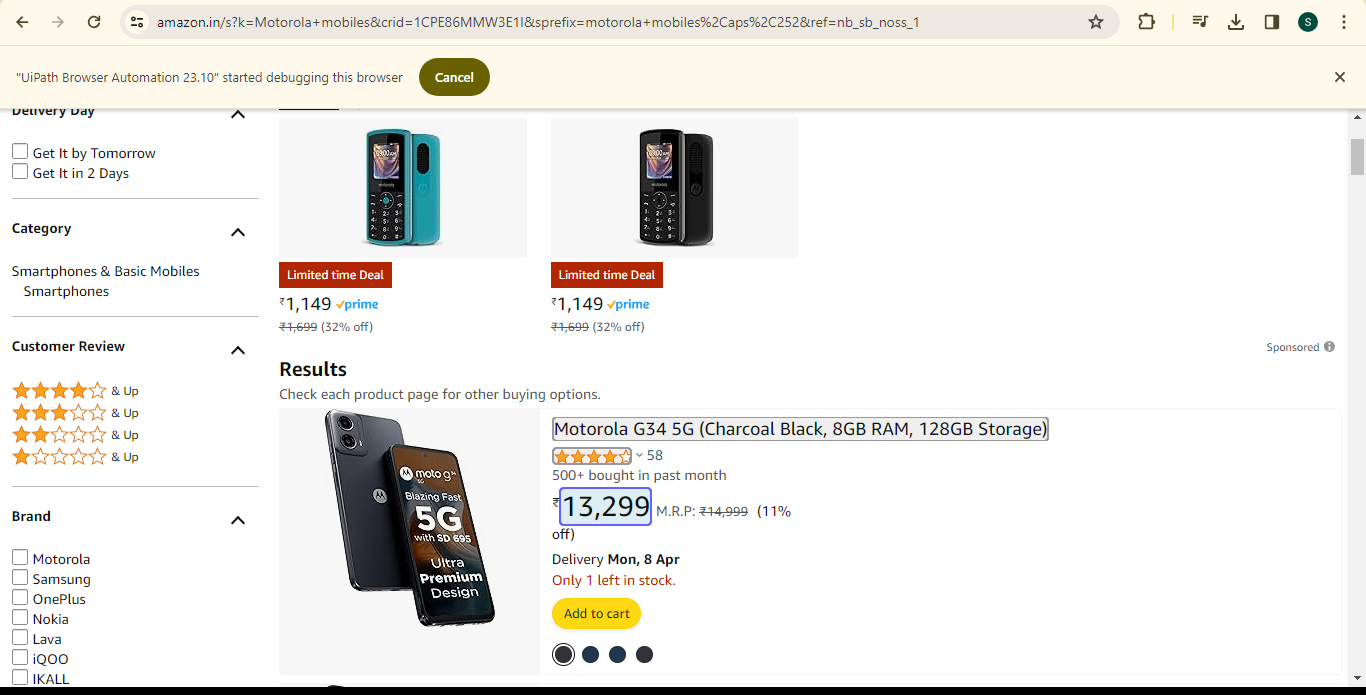 amazon.in/s?k=Motorola+mobiles&crid=1CPE86MMW3E1I&sprefix=motorola+mobiles%2Caps%2C252&ref=nb_sb_noss_1
S
"UiPath Browser Automation 23.10" started debugging this browser
Cancel
Delivery Day
Get It by Tomorrow
Get It in 2 Days
Category
Smartphones & Basic Mobiles
Smartphones
Customer Review
& Up
& Up
& Up
& Up
Brand
Motorola
Samsung
OnePlus
Nokia
Lava
iQOO
IKALL
Limited time Deal
₹1,149 prime
₹1,699 (32% off)
Limited time Deal
₹1,149 prime
₹1,699 (32% off)
Sponsored
Results
Check each product page for other buying options.
moto g34
5G
Blazing Fast
5G
with SD 695
Ultra
Premium
Design
Motorola G34 5G (Charcoal Black, 8GB RAM, 128GB Storage)
58
500+ bought in past month
₹13,299 M.R.P: ₹14,999 (11%
off)
Delivery Mon, 8 Apr
Only 1 left in stock.
Add to cart